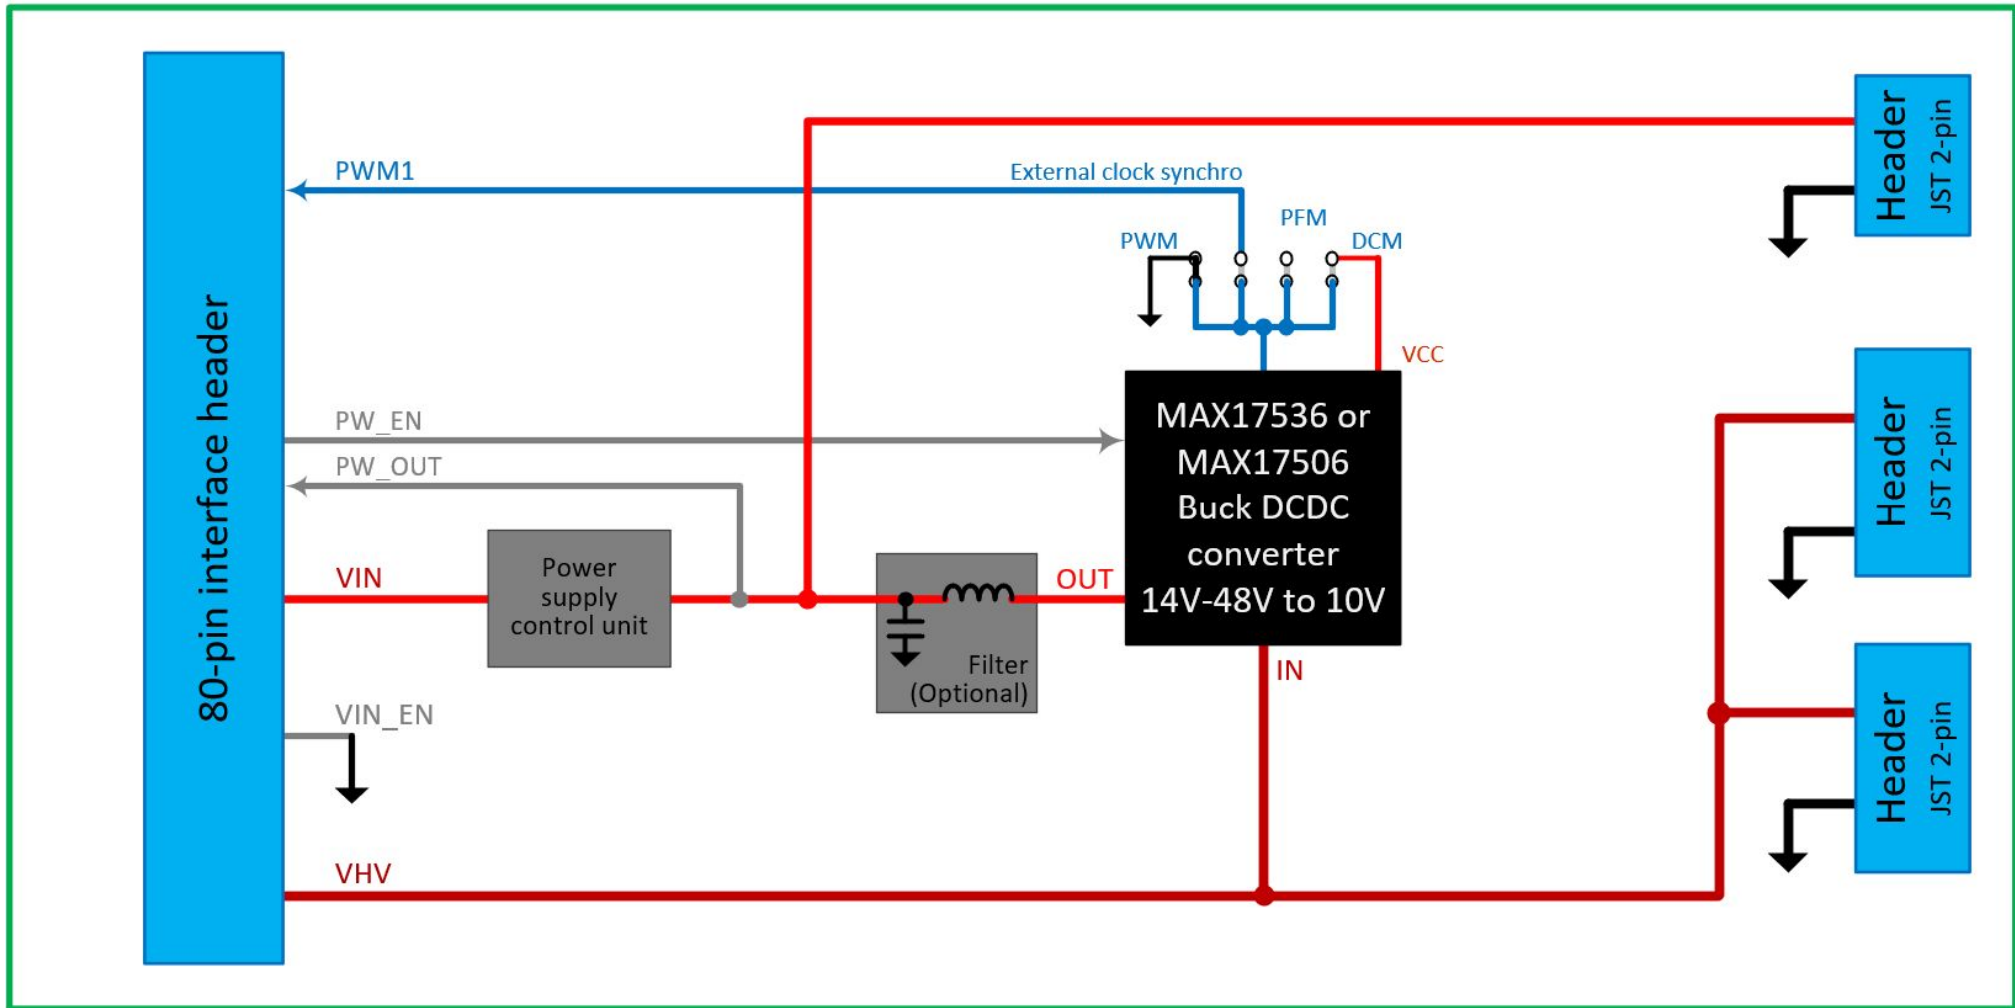 80-pin interface header
PWM1
External clock synchro
PWM
PFM
DCM
VCC
PW_EN
PW_OUT
VIN
Power
supply
control unit
Filter
(Optional)
OUT
MAX17536 or
MAX17506
Buck DCDC
converter
14V-48V to 10V
IN
VIN_EN
VHV
Header
JST 2-pin
Header
JST 2-pin
Header
JST 2-pin